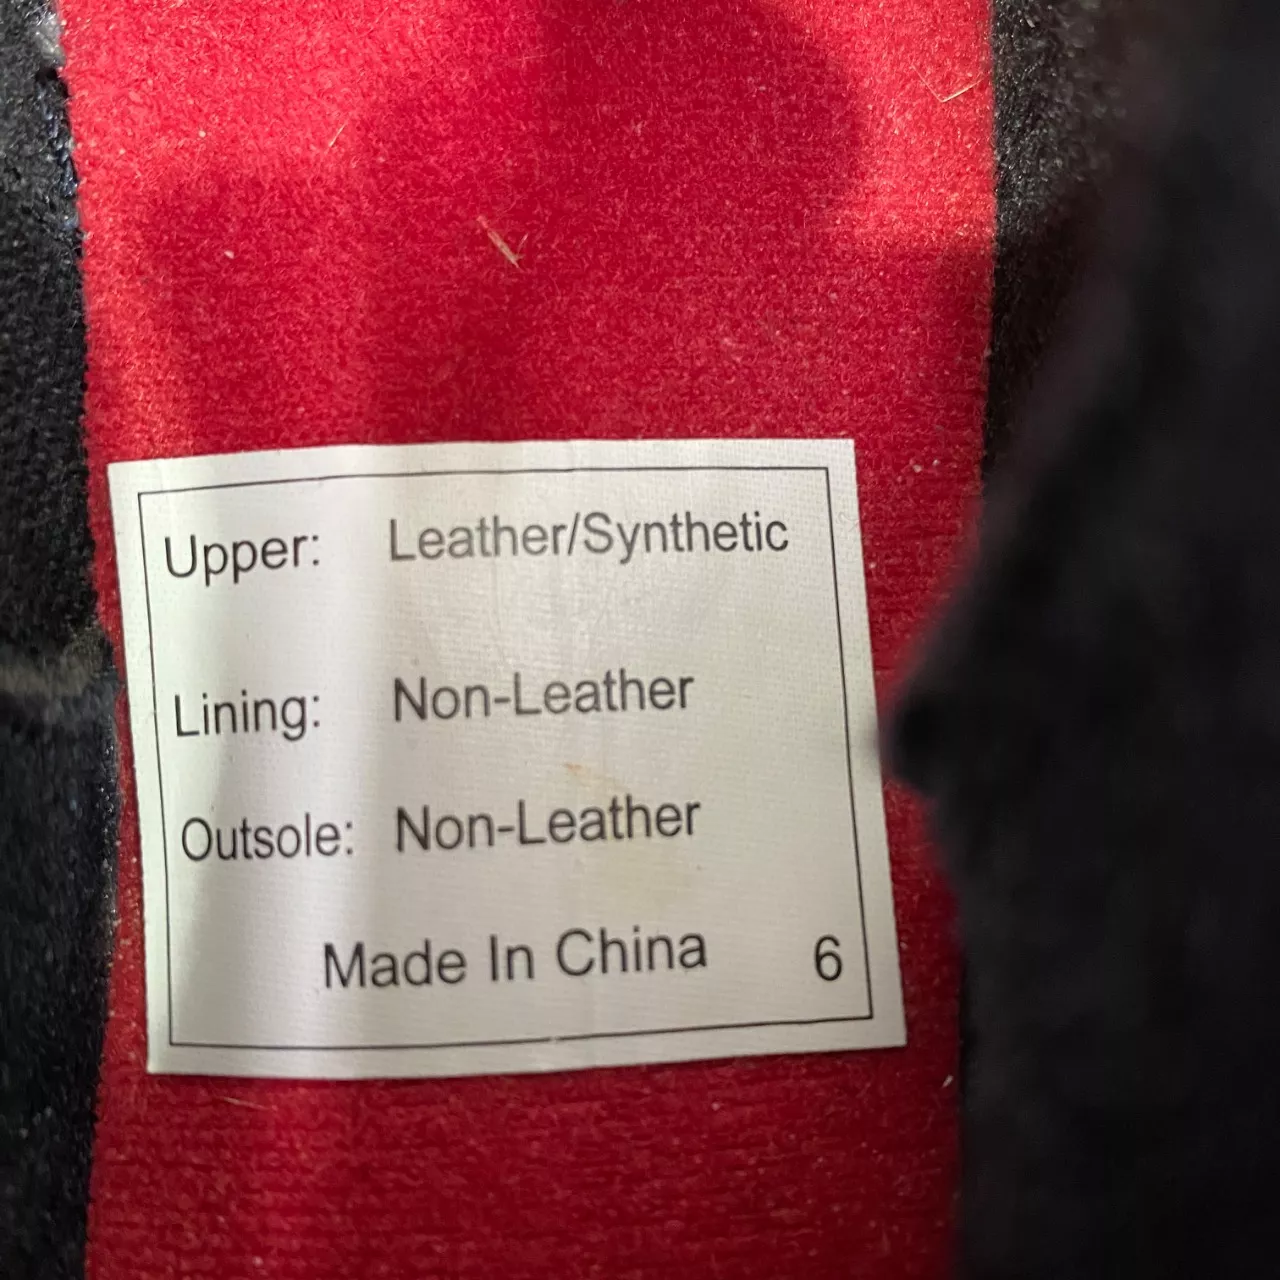 Upper: Leather/Synthetic
Lining: Non-Leather
Outsole: Non-Leather
Made In China 6